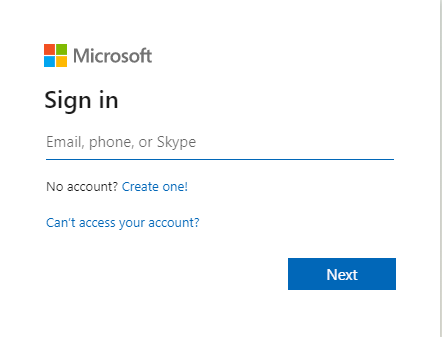 Microsoft
Sign in
Email, phone, or Skype
No account? Create one!
Can't access your account?
Next